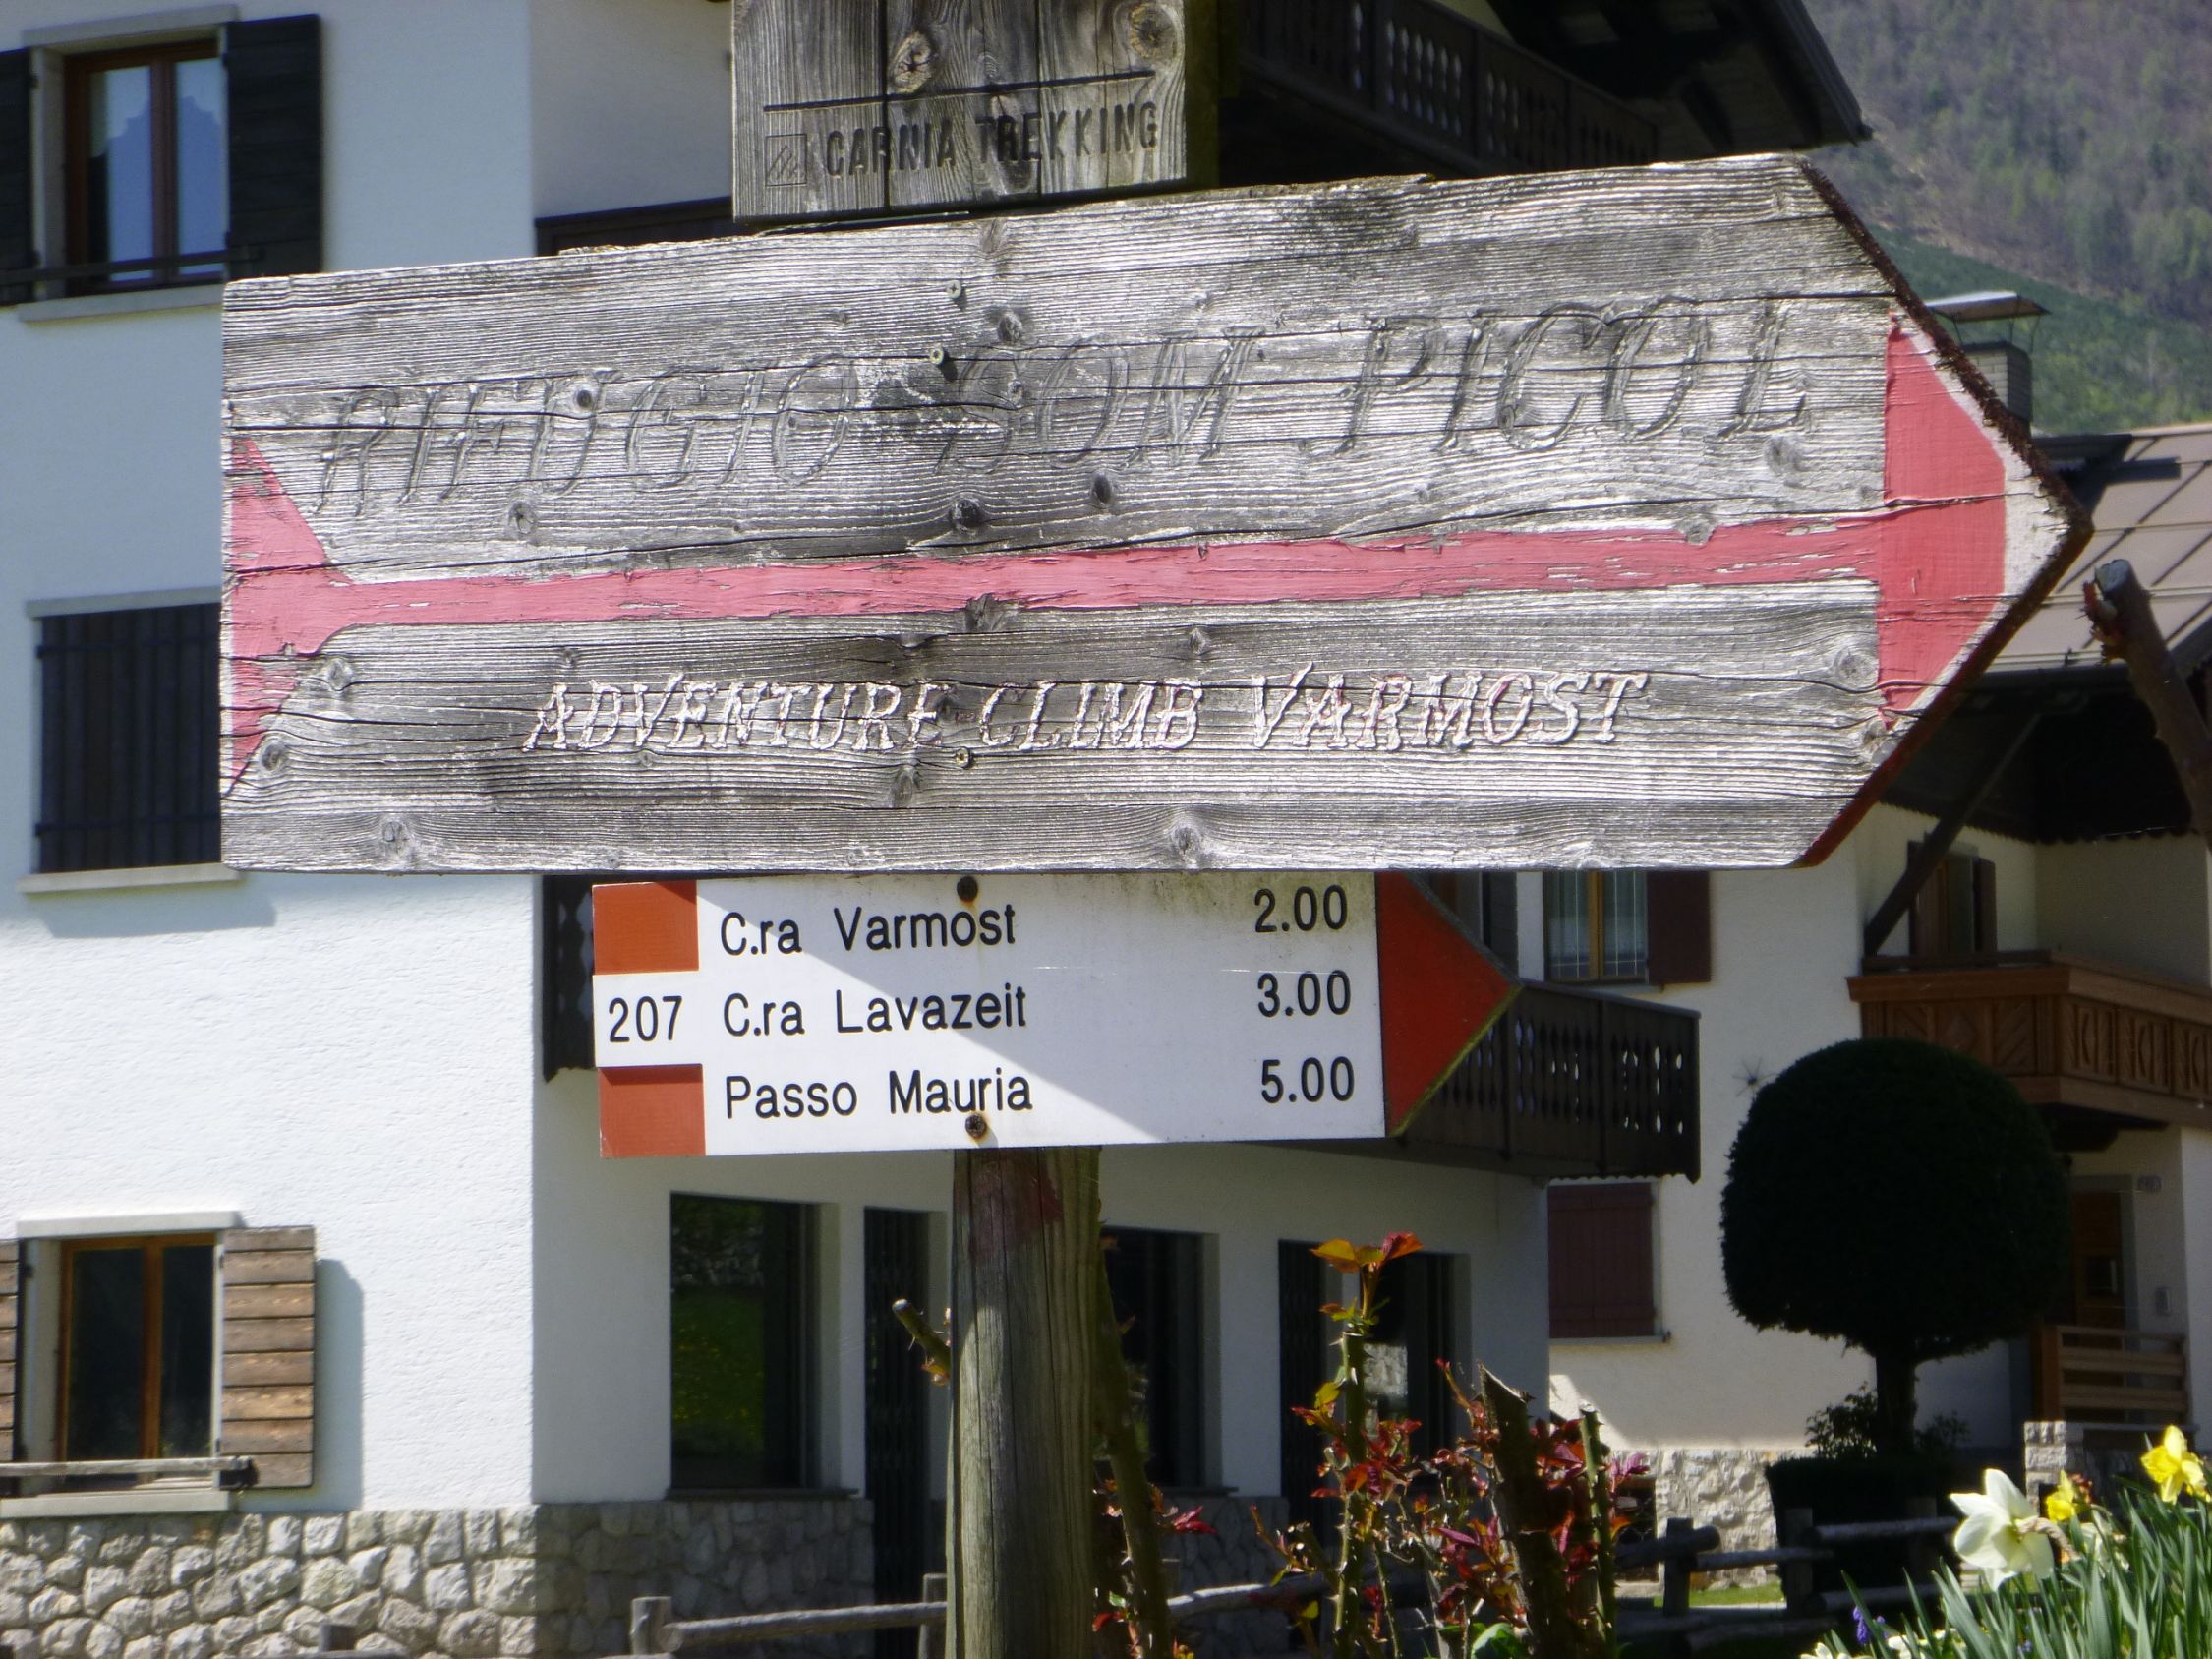 CARNIA TREKKING
RIFUGIO SOM PICOL
ADVENTURE CLIMB VARMOST
C.ra Varmost 2.00
207 C.ra Lavazeit 3.00
Passo Mauria 5.00